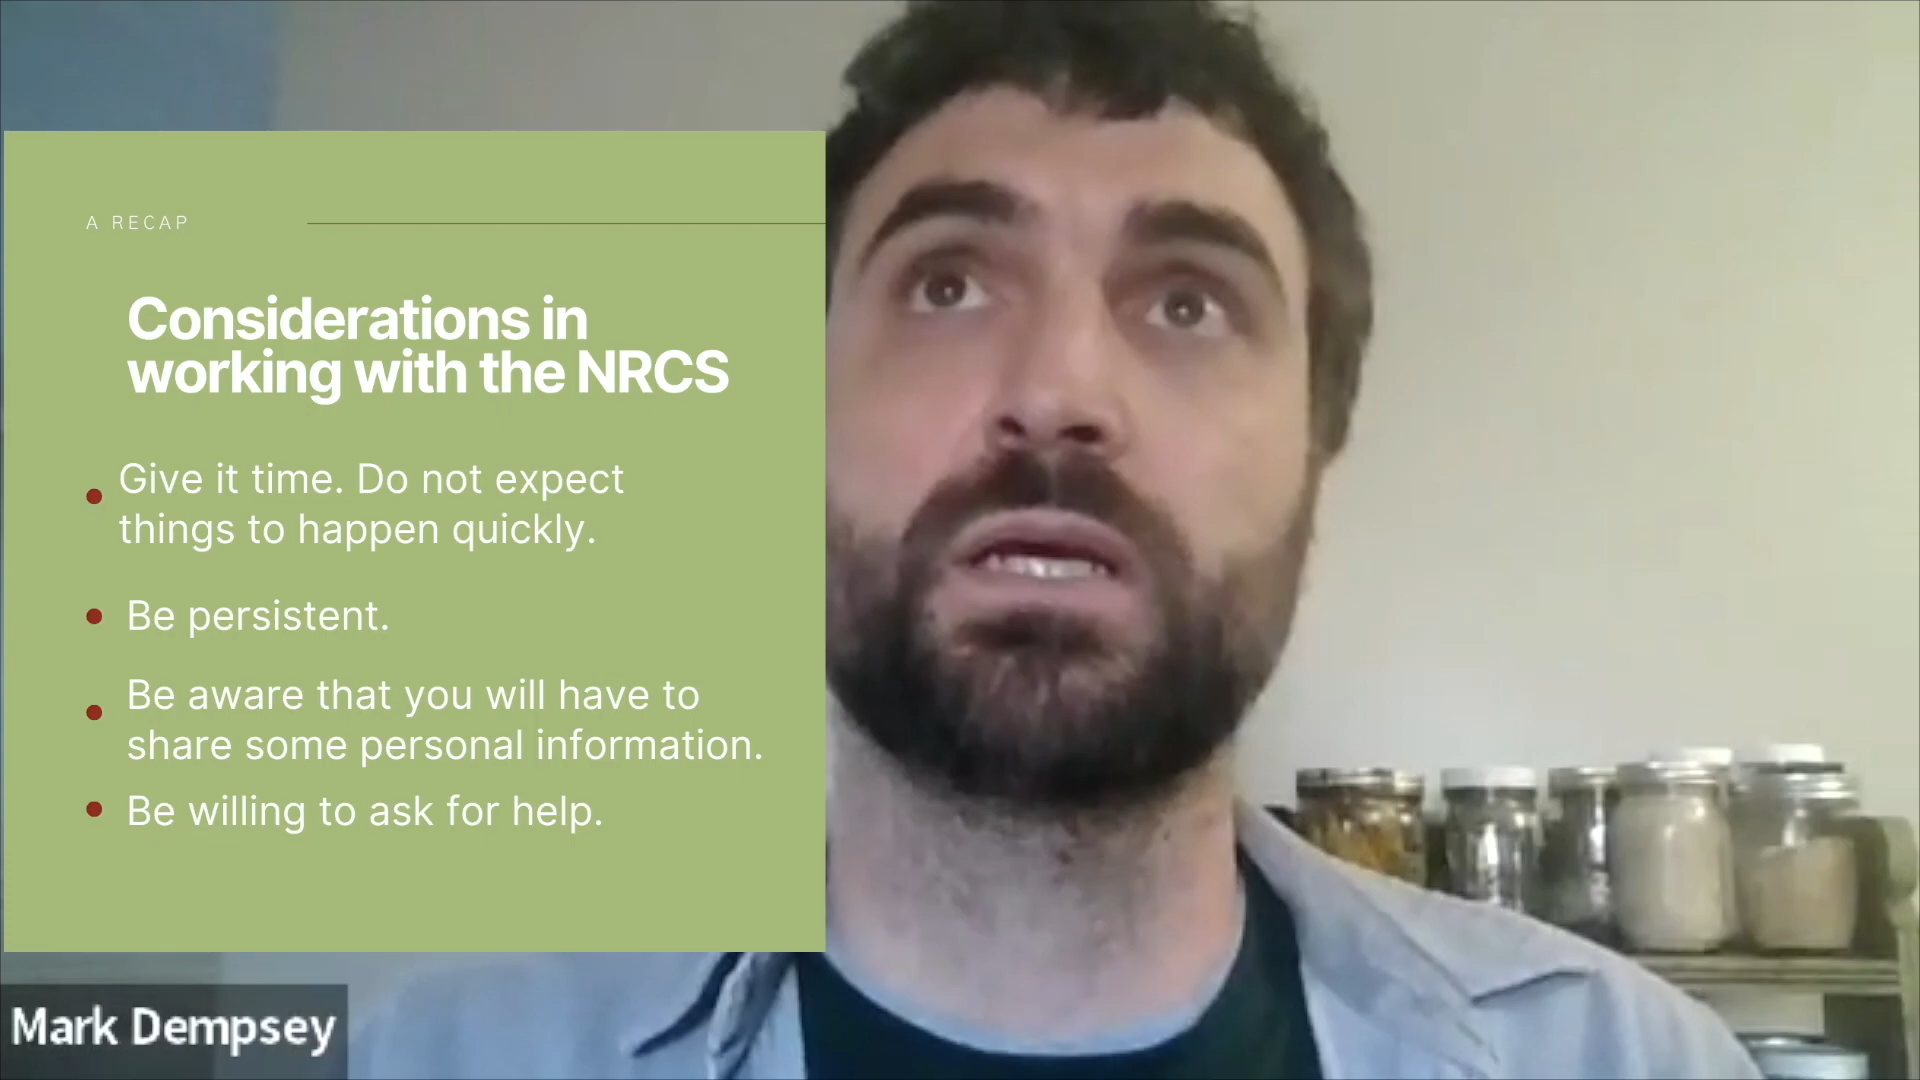 A RECAP
Considerations in
working with the NRCS
Give it time. Do not expect
things to happen quickly.
Be persistent.
Be aware that you will have to
share some personal information.
Be willing to ask for help.
Mark Dempsey